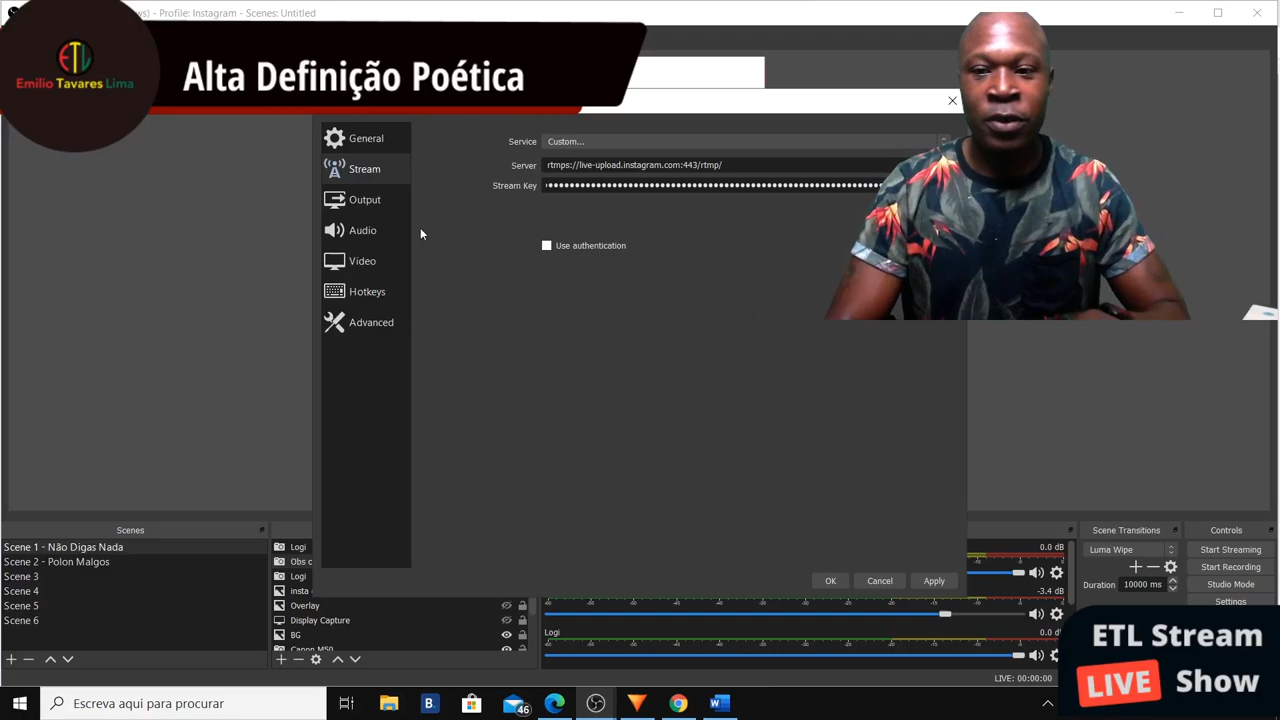 ws) - Profile: Instagram - Scenes: Untitled
ETL
Emilio Tavares Lima
Alta Definição Poética
General
Stream
Output
Audio
Video
Hotkeys
Advanced
Service
Custom...
Server
rtmps://live-upload.instagram.com:443/rtmp/
Stream Key
Use authentication
OK
Cancel
Apply
Scenes
Scene 1 - Não Digas Nada
Scene 2 - Polon Malgos
Scene 3
Scene 4
Scene 5
Scene 6
Logi
Obs c
Logi
insta
Overlay
Display Capture
BG
Canon M50
0.0 dB
-3.4 dB
Logi
0.0 d
Scene Transitions
Luma Wipe
Duration
10000 ms
Controls
Start Streaming
Start Recording
Studio Mode
Settings
LIVE: 00:00:00
ETL Stream
LIVE Show
Escreva aqui para procurar
B.
46